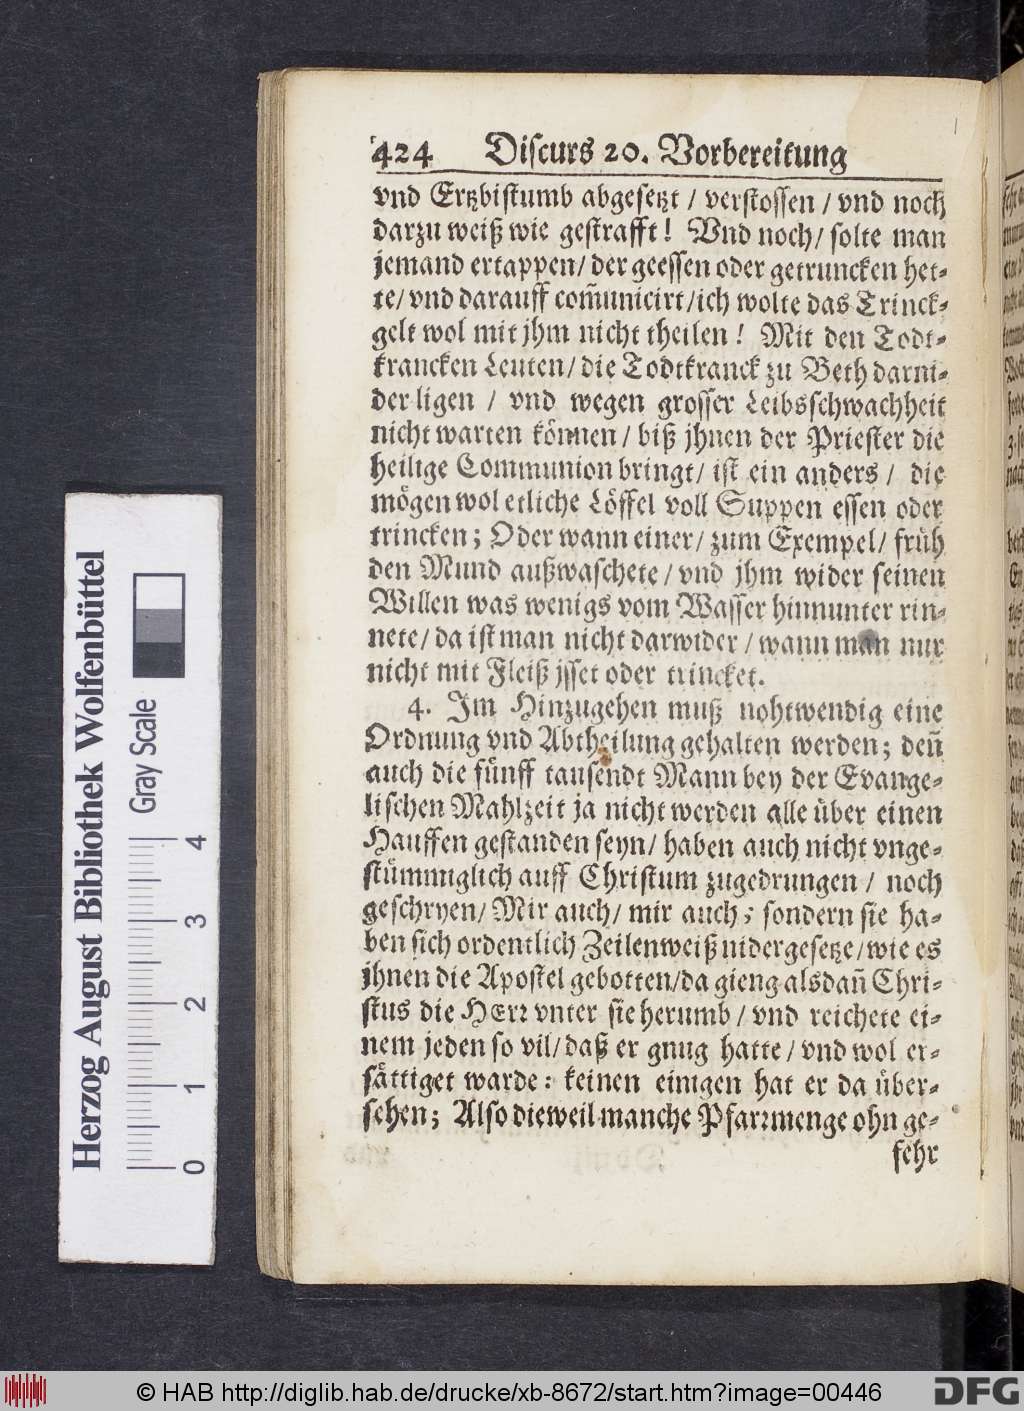 424 Discurs 20. Vorbereitung
vnd Ertzbistumb abgesetzt / verstossen / vnd noch
darzu weiß wie gestrafft! Vnd noch / solte man
jemand ertappen / der geessen oder getruncken het-
te / vnd darauff com̃unicirt / ich wolte das Trinck-
gelt wol mit jhm nicht theilen! Mit den Todt-
krancken Leuten / die Todtkranck zu Beth darni-
der ligen / vnd wegen grosser Leibsschwachheit
nicht warten können / biß jhnen der Priester die
heilige Communion bringt / ist ein anders / die
mögen wol etliche Löffel voll Suppen essen oder
trincken; Oder wann einer / zum Exempel / früh
den Mund außwaschete / vnd jhm wider seinen
Willen was wenigs vom Wasser hinnunter rin-
nete / da ist man nicht darwider / wann man nur
nicht mit Fleiß jsset oder trincket.
4. Im Hinzugehen muß nohtwendig eine
Ordnung vnd Abtheilung gehalten werden; den̄
auch die fünff tausendt Mann bey der Evange-
lischen Mahlzeit ja nicht werden alle über einen
Hauffen gestanden seyn / haben auch nicht vnge-
stümmglich auff Christum zugedrungen / noch
geschryen / Mir auch / mir auch; sondern sie ha-
ben sich ordentlich Zeilenweiß nidergesetze / wie es
jhnen die Apostel gebotten / da gieng alsdan̄ Chri-
stus die HErr vnter sie herumb / vnd reichete ei-
nem jeden so vil / daß er gnug hatte / vnd wol er-
sättiget warde: keinen einigen hat er da über-
sehen; Also dieweil manche Pfarrmenge ohn ge-
fehr
Herzog August Bibliothek Wolfenbüttel
Gray Scale
0 1 2 3 4
© HAB http://diglib.hab.de/drucke/xb-8672/start.htm?image=00446
DFG